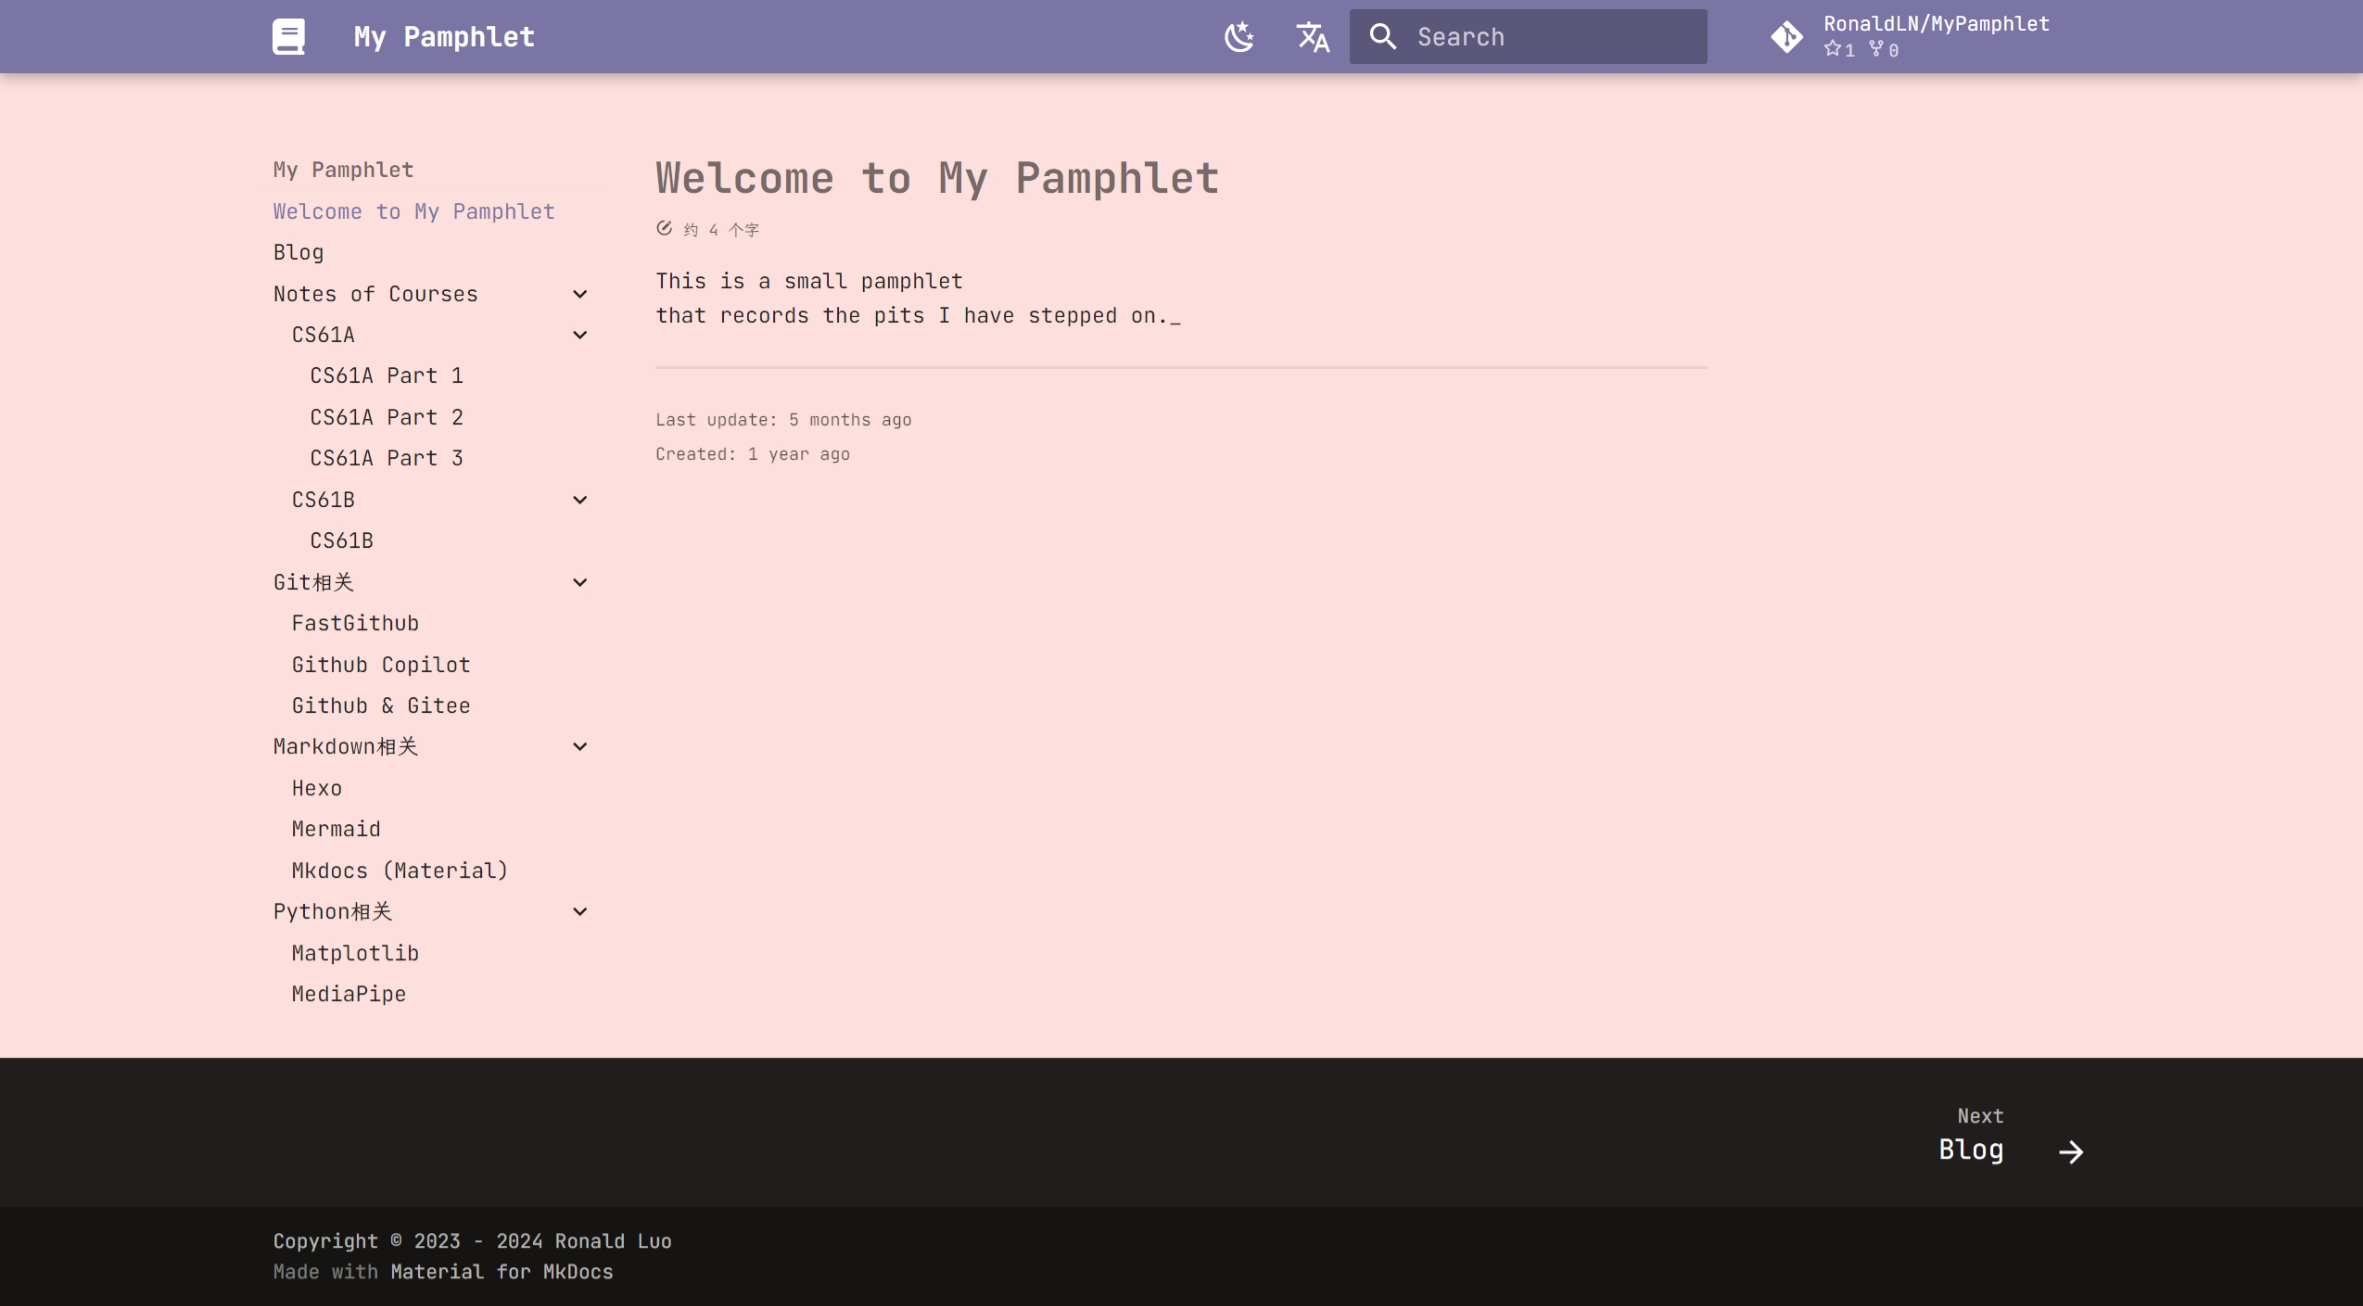 My Pamphlet
Search
RonaldLN/MyPamphlet
1 0
My Pamphlet
Welcome to My Pamphlet
Blog
Notes of Courses
CS61A
CS61A Part 1
CS61A Part 2
CS61A Part 3
CS61B
CS61B
Git相关
FastGithub
Github Copilot
Github & Gitee
Markdown相关
Hexo
Mermaid
Mkdocs (Material)
Python相关
Matplotlib
MediaPipe
Welcome to My Pamphlet
约 4 个字
This is a small pamphlet
that records the pits I have stepped on._
Last update: 5 months ago
Created: 1 year ago
Next
Blog
Copyright © 2023 - 2024 Ronald Luo
Made with Material for MkDocs